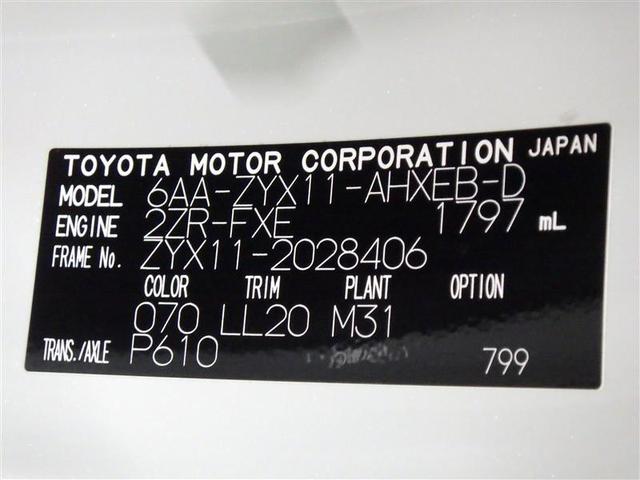 TOYOTA MOTOR CORPORATION JAPAN
MODEL 6AA-ZYX11-AHXEB-D
ENGINE 2ZR-FXE 1797 mL
FRAME No. ZYX11-2028406
COLOR TRIM PLANT OPTION
070 LL20 M31
TRANS./AXLE P610 799